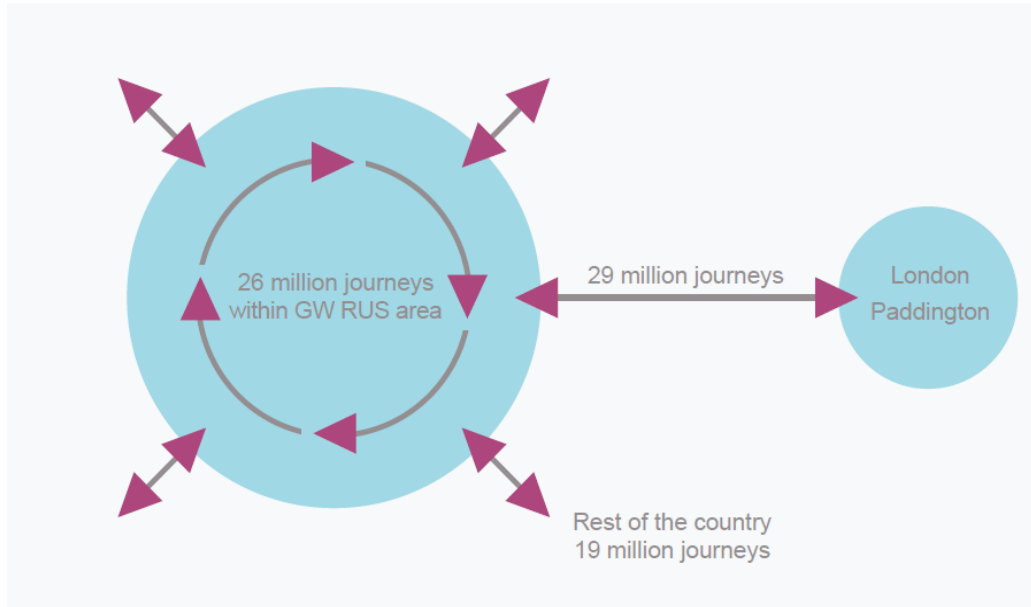 26 million journeys
within GW RUS area
29 million journeys
London
Paddington
Rest of the country
19 million journeys